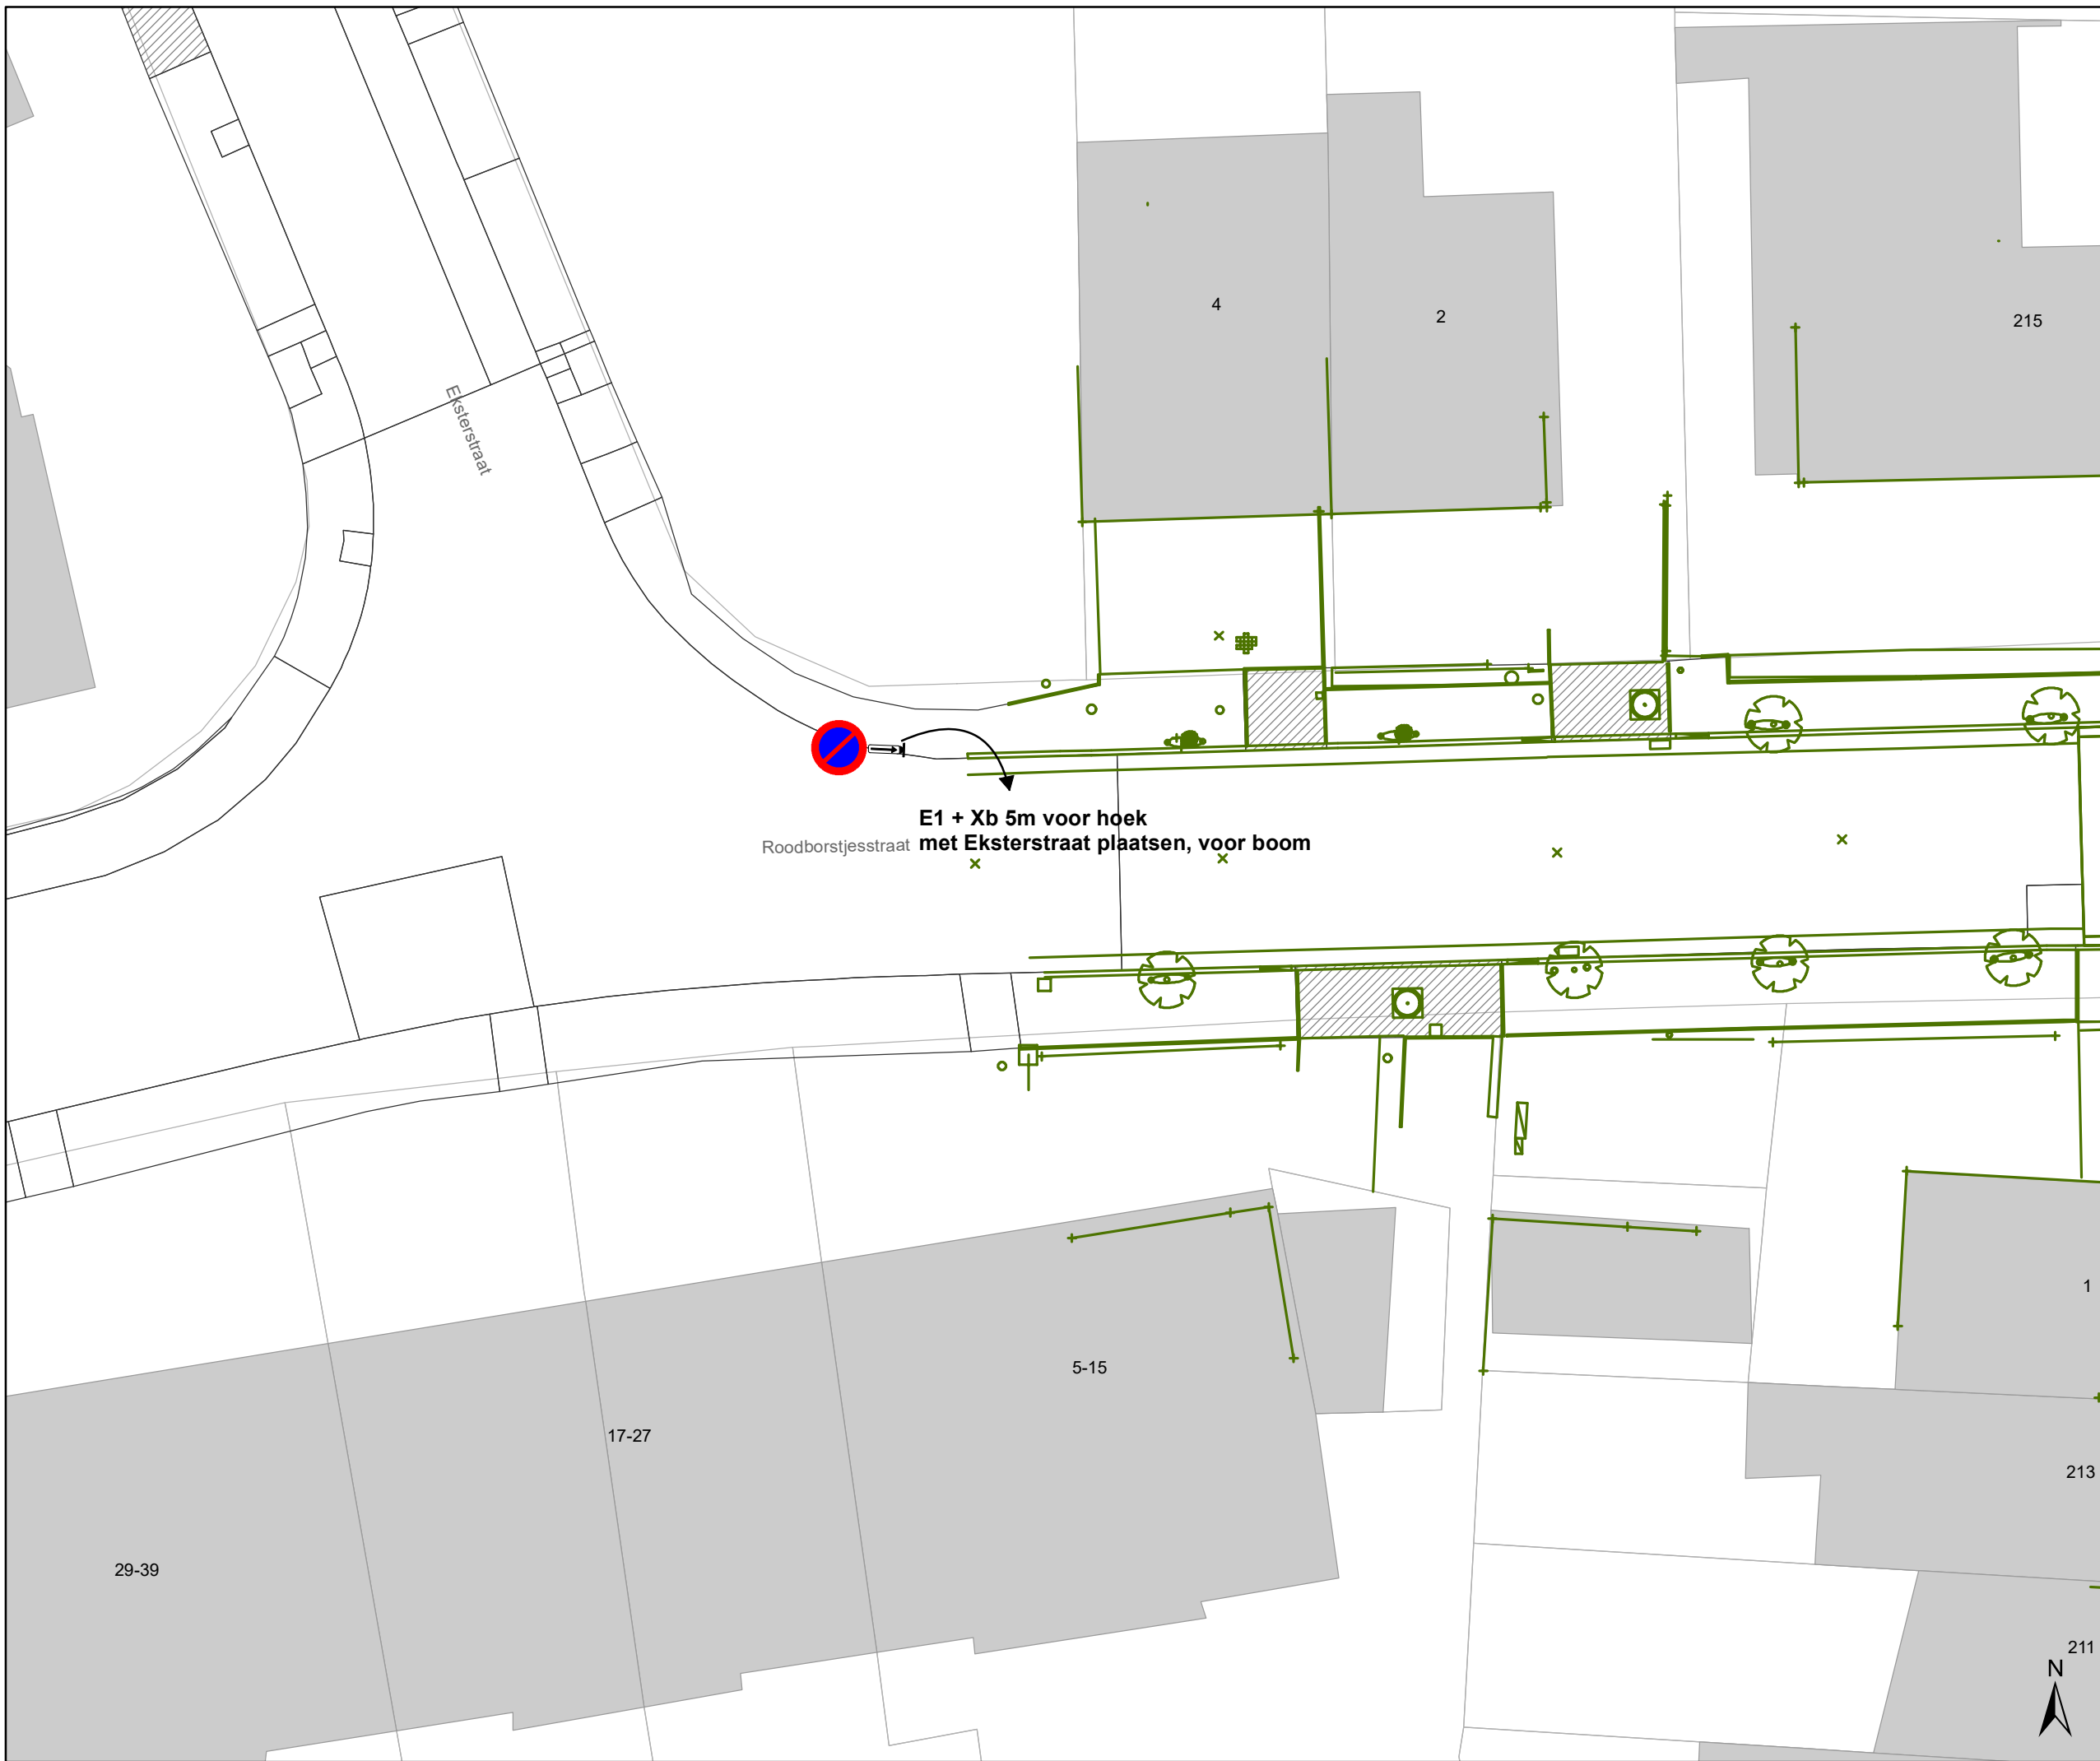 4
2
215
Eksterstraat
E1 + Xb 5m voor hoek
Roodborstjesstraat met Eksterstraat plaatsen, voor boom
1
5-15
17-27
213
29-39
211
N